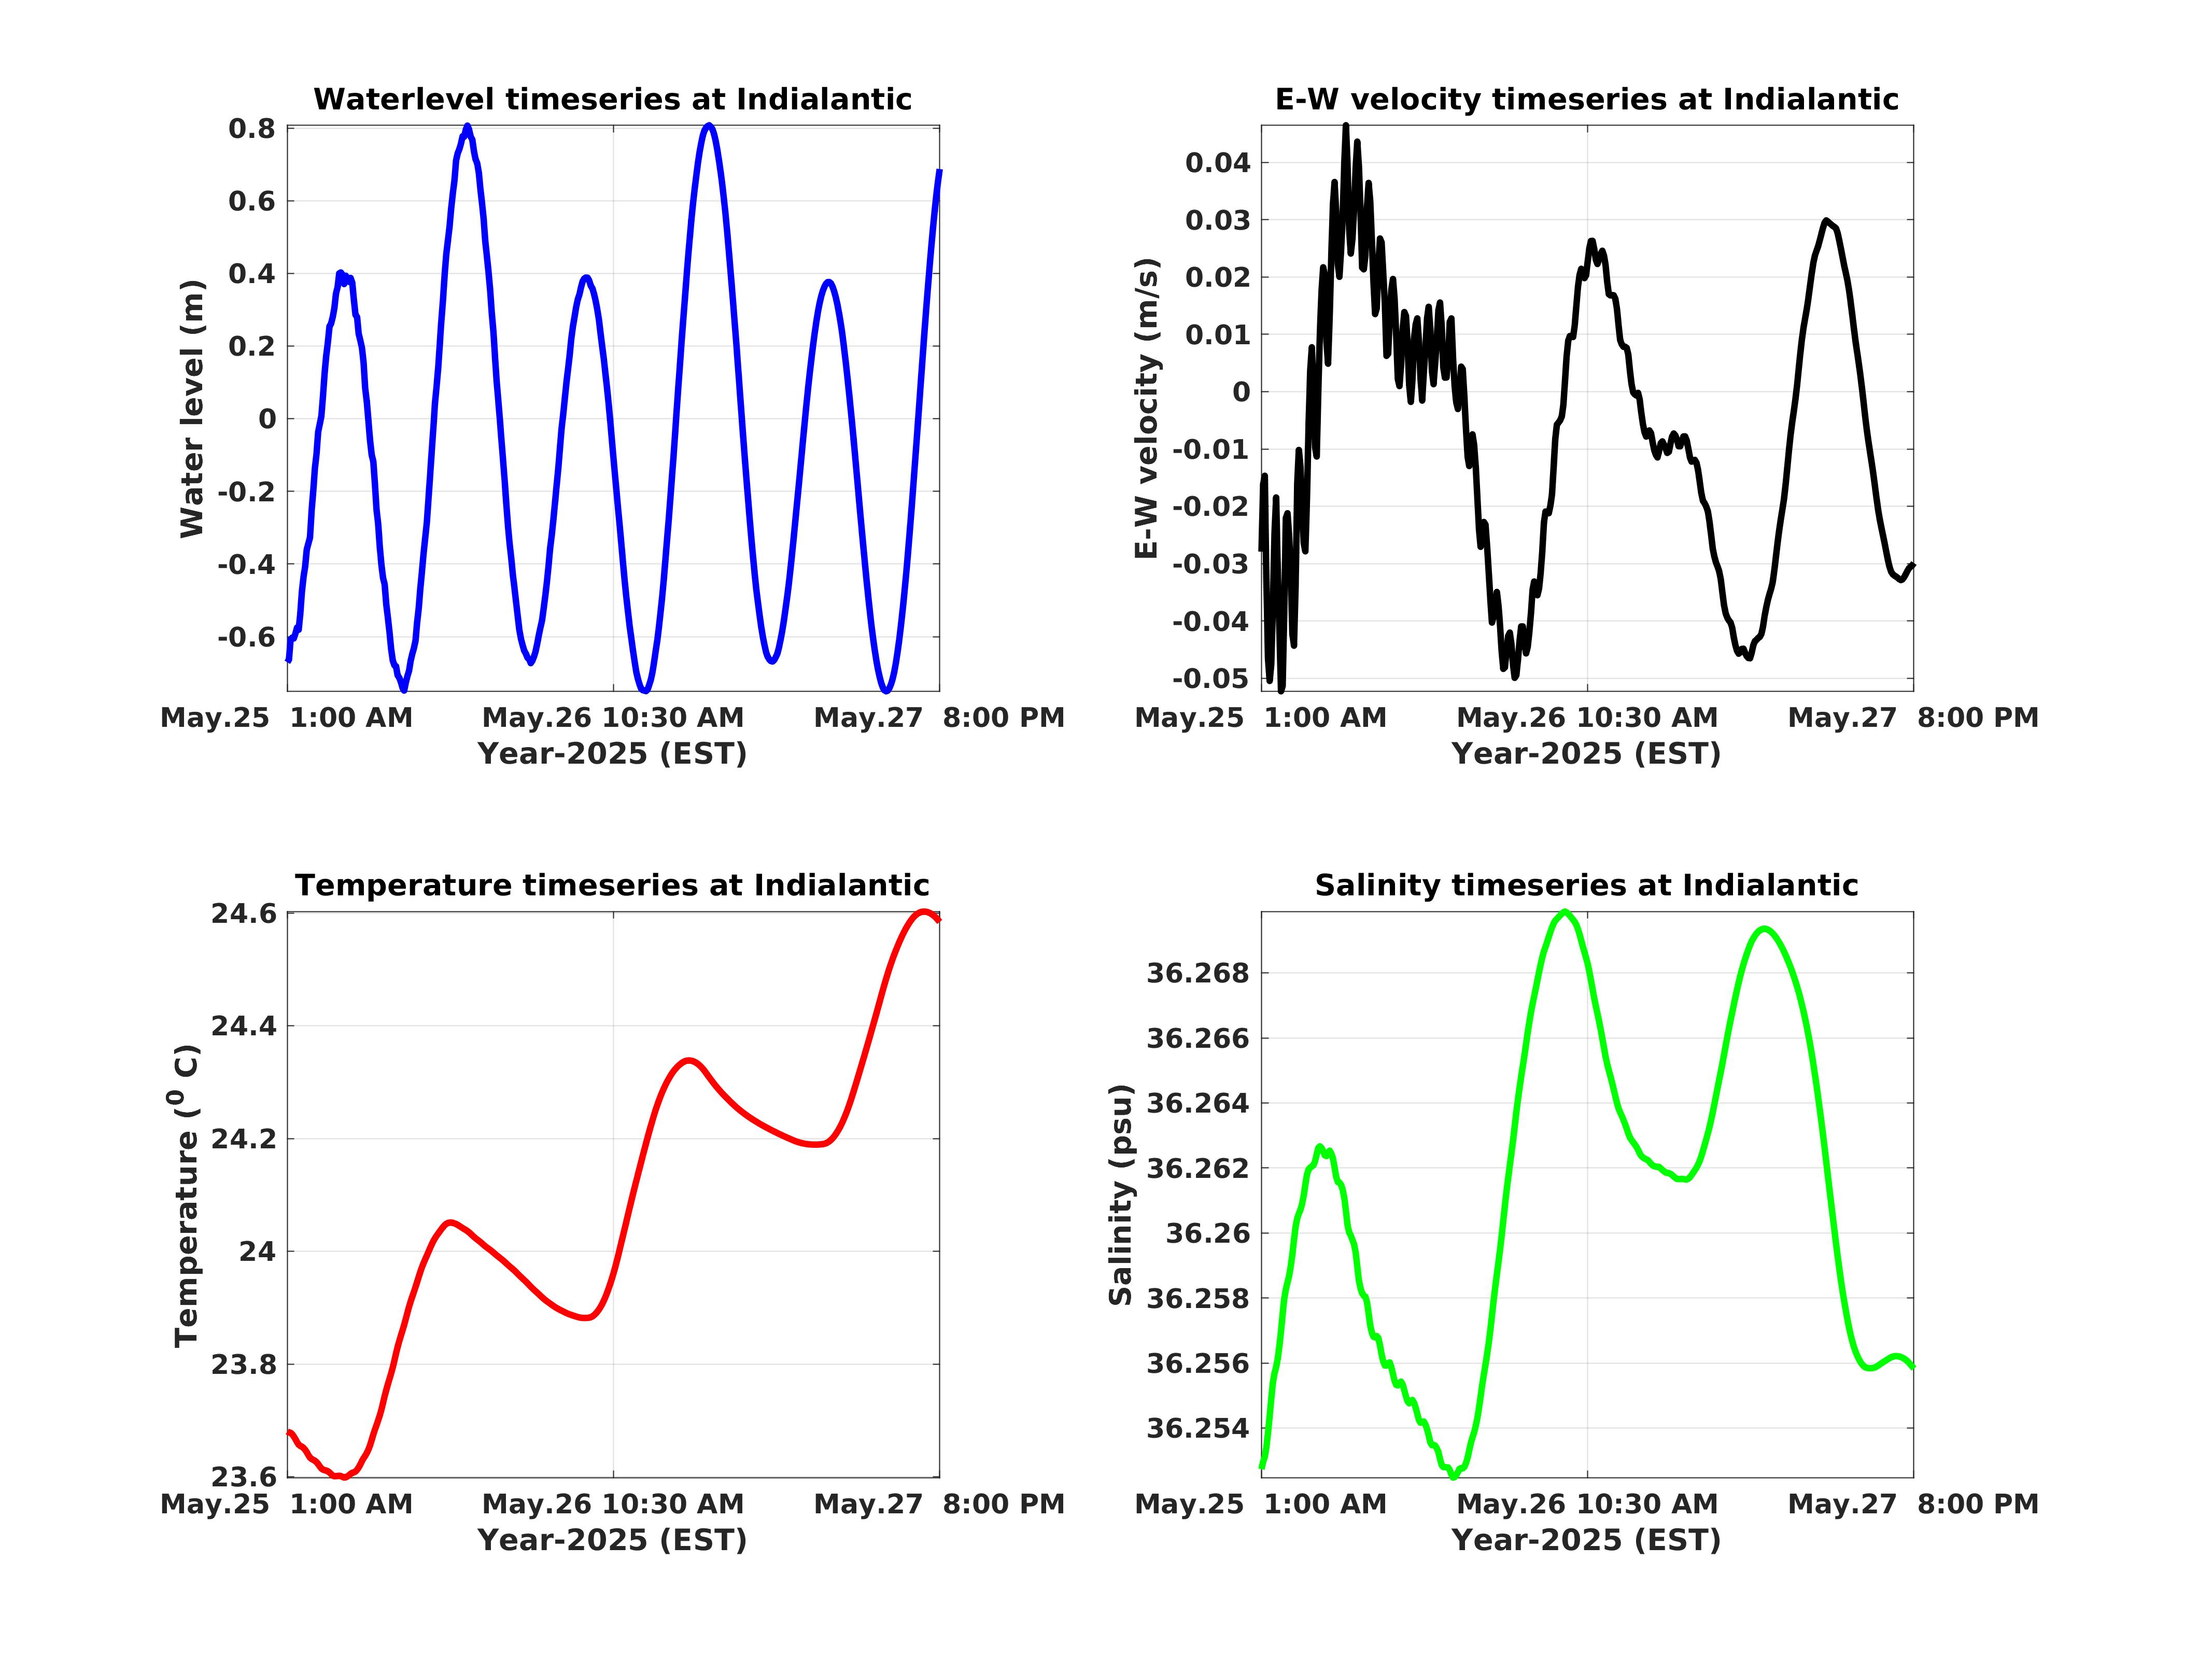 Waterlevel timeseries at Indialantic
0.8
0.6
0.4
0.2
0
-0.2
-0.4
-0.6
Water level (m)
May.25 1:00 AM May.26 10:30 AM May.27 8:00 PM
Year-2025 (EST)
E-W velocity timeseries at Indialantic
0.04
0.03
0.02
0.01
0
-0.01
-0.02
-0.03
-0.04
-0.05
E-W velocity (m/s)
May.25 1:00 AM May.26 10:30 AM May.27 8:00 PM
Year-2025 (EST)
Temperature timeseries at Indialantic
24.6
24.4
24.2
24
23.8
23.6
Temperature (⁰ C)
May.25 1:00 AM May.26 10:30 AM May.27 8:00 PM
Year-2025 (EST)
Salinity timeseries at Indialantic
36.268
36.266
36.264
36.262
36.26
36.258
36.256
36.254
Salinity (psu)
May.25 1:00 AM May.26 10:30 AM May.27 8:00 PM
Year-2025 (EST)